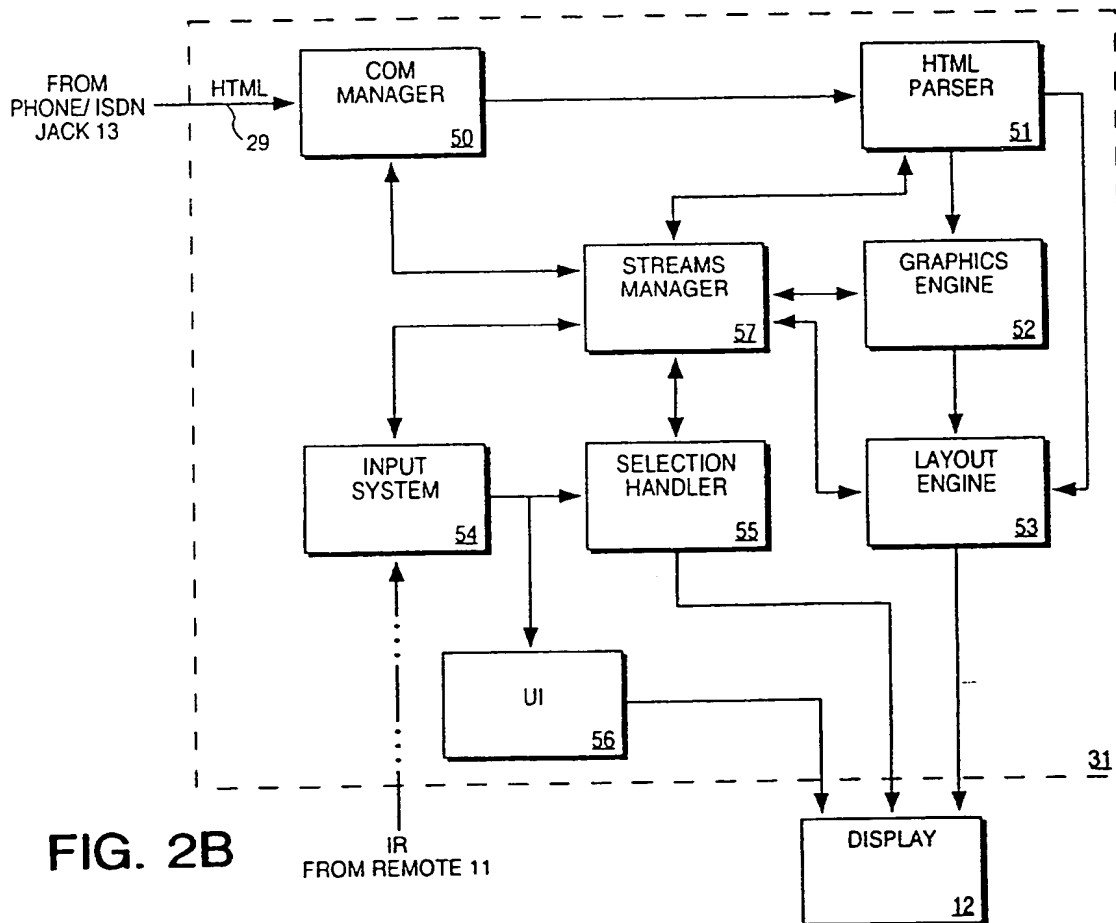 FROM
PHONE/ ISDN
JACK 13
HTML
29
COM
MANAGER
50
HTML
PARSER
51
STREAMS
MANAGER
57
GRAPHICS
ENGINE
52
INPUT
SYSTEM
54
SELECTION
HANDLER
55
LAYOUT
ENGINE
53
UI
56
31
DISPLAY
12
IR
FROM REMOTE 11
FIG. 2B